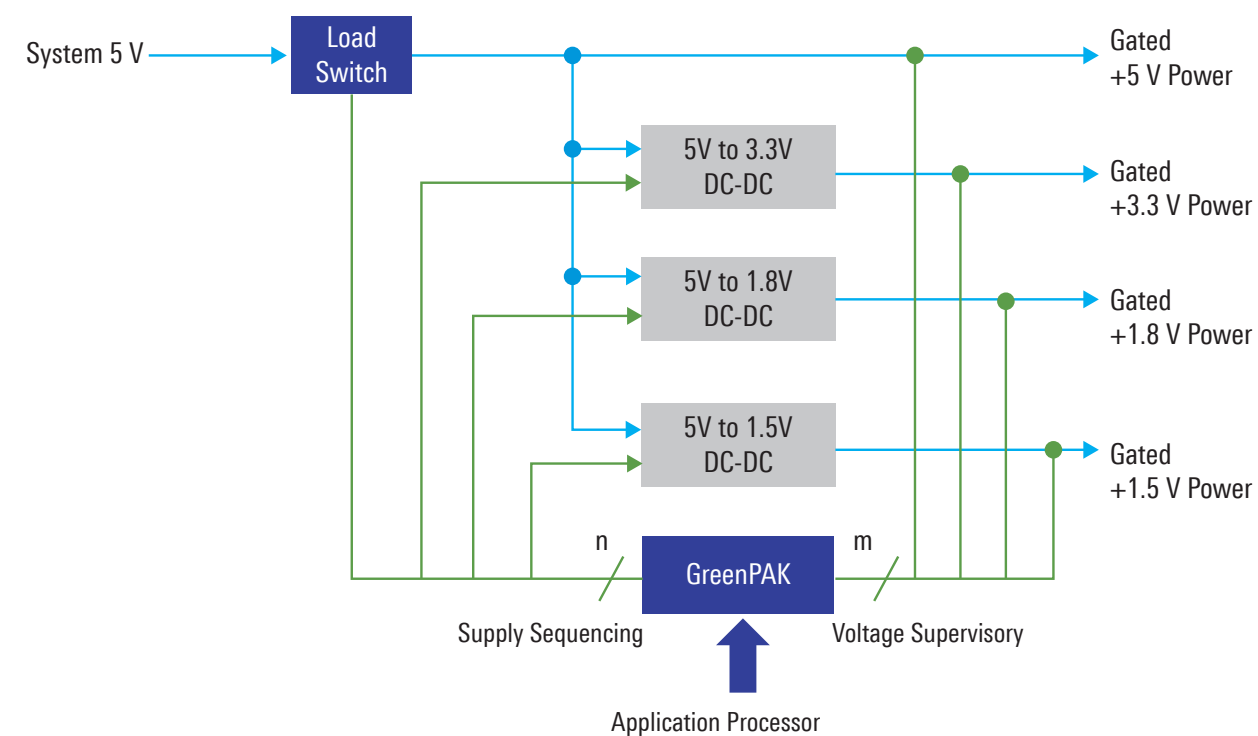 System 5 V
Load
Switch
Gated
+5 V Power
5V to 3.3V
DC-DC
Gated
+3.3 V Power
5V to 1.8V
DC-DC
Gated
+1.8 V Power
5V to 1.5V
DC-DC
Gated
+1.5 V Power
n
GreenPAK
m
Supply Sequencing
Voltage Supervisory
Application Processor